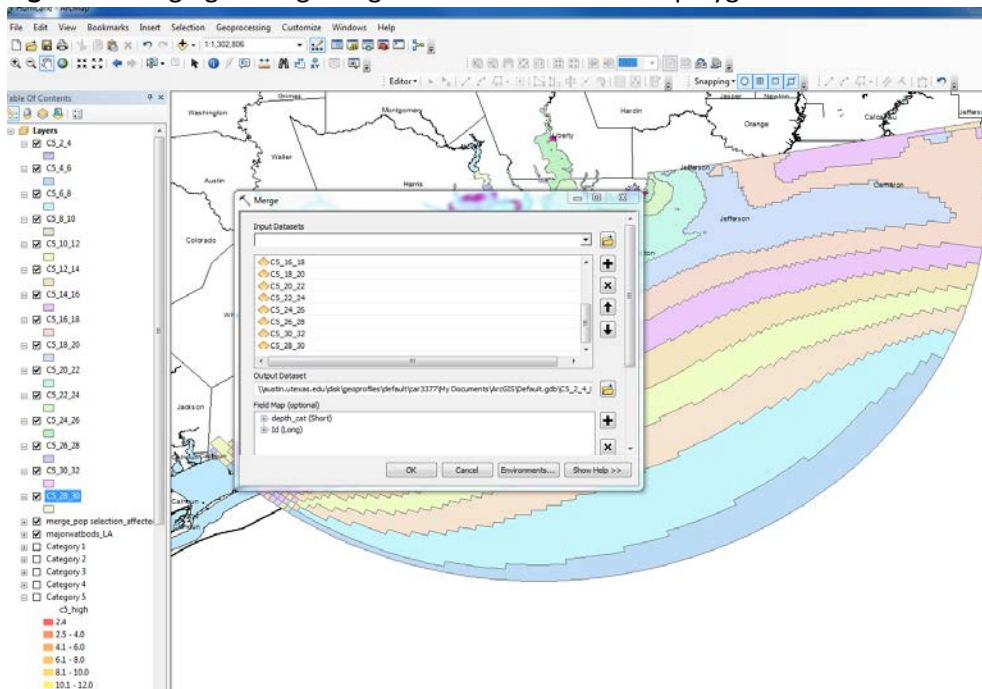 Hurricane - ArcMap
File Edit View Bookmarks Insert Selection Geoprocessing Customize Windows Help
1:1,302,806
Editor
Snapping
Table Of Contents
Layers
C5_2_4
C5_4_6
C5_6_8
C5_8_10
C5_10_12
C5_12_14
C5_14_16
C5_16_18
C5_18_20
C5_20_22
C5_22_24
C5_24_26
C5_26_28
C5_30_32
C5_28_30
merge_pop selection_affecte
majorwatbods_LA
Category 1
Category 2
Category 3
Category 4
Category 5
c5_high
2.4
2.5 - 4.0
4.1 - 6.0
6.1 - 8.0
8.1 - 10.0
10.1 - 12.0
Washington
Grimes
Montgomery
Liberty
Hardin
Jasper
Newton
Orange
Jeffers
Waller
Austin
Harris
Jefferson
Cameron
Jefferson
Colorado
Jackson
Merge
Input Datasets
C5_16_18
C5_18_20
C5_20_22
C5_22_24
C5_24_26
C5_26_28
C5_30_32
C5_28_30
Output Dataset
\\austin.utexas.edu\disk\geoprofiles\default\car3377\My Documents\ArcGIS\Default.gdb\C5_2_4_
Field Map (optional)
depth_cat (Short)
Id (Long)
OK Cancel Environments... Show Help >>